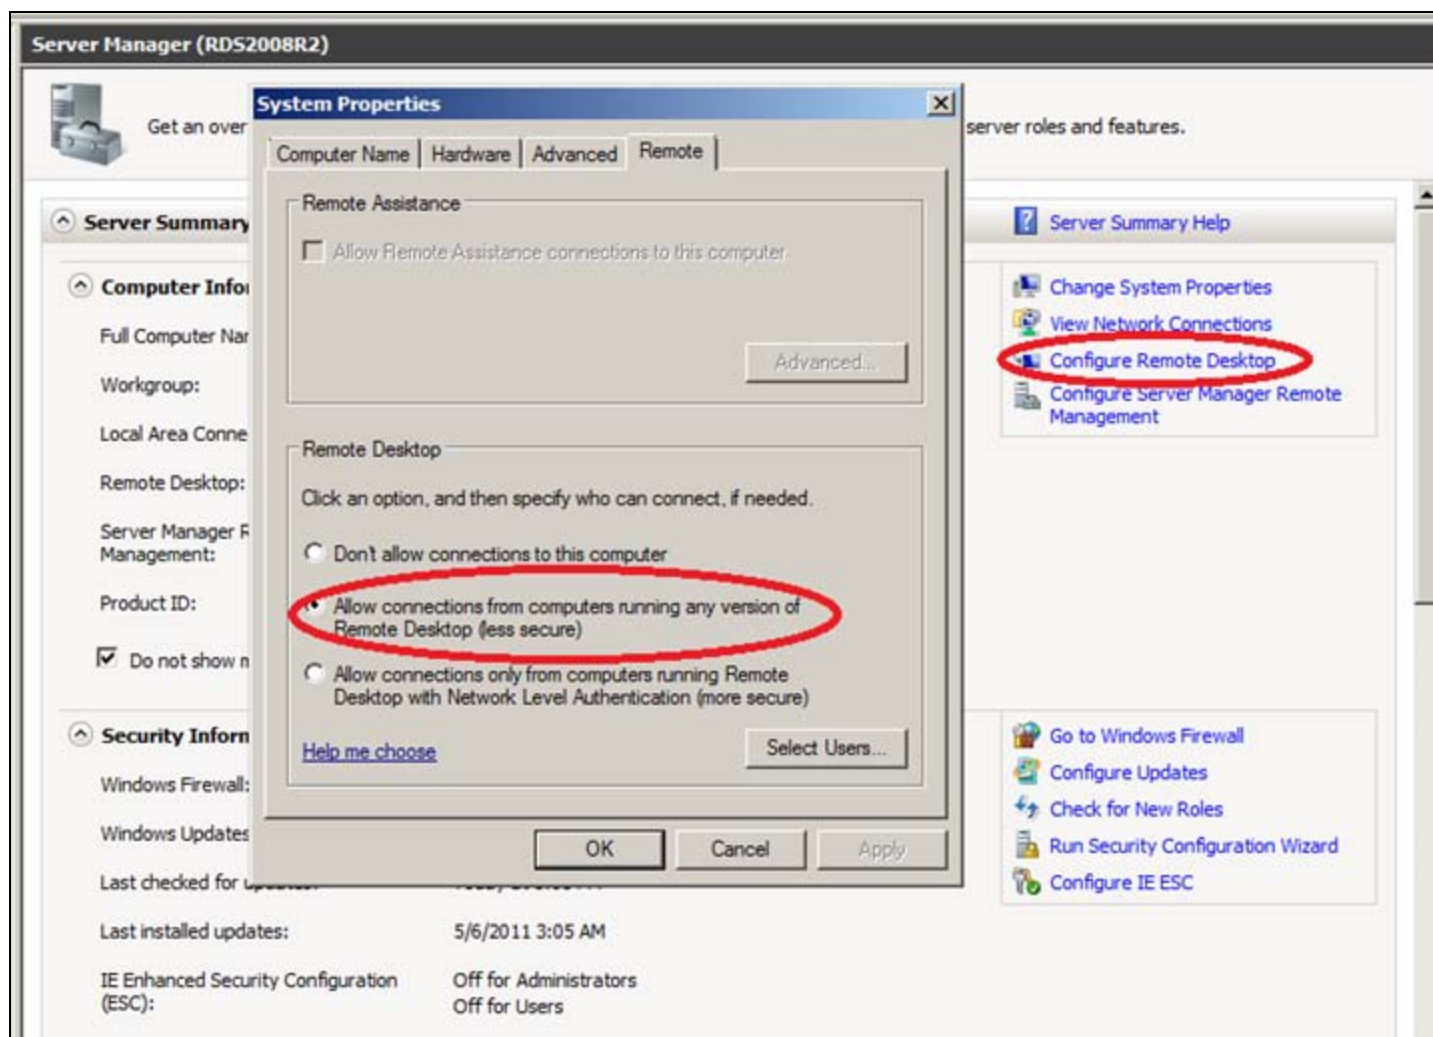 Server Manager (RDS2008R2)
Get an over
server roles and features.
System Properties
Computer Name
Hardware
Advanced
Remote
Remote Assistance
Allow Remote Assistance connections to this computer
Advanced...
Remote Desktop
Click an option, and then specify who can connect, if needed.
Don't allow connections to this computer
Allow connections from computers running any version of
Remote Desktop (less secure)
Allow connections only from computers running Remote
Desktop with Network Level Authentication (more secure)
Help me choose
Select Users...
OK
Cancel
Apply
Server Summary
Server Summary Help
Computer Infor
Full Computer Nar
Workgroup:
Local Area Conne
Remote Desktop:
Server Manager R
Management:
Product ID:
Do not show n
Change System Properties
View Network Connections
Configure Remote Desktop
Configure Server Manager Remote
Management
Security Inform
Windows Firewall:
Windows Updates
Last checked for updates:
Last installed updates:
5/6/2011 3:05 AM
IE Enhanced Security Configuration
(ESC):
Off for Administrators
Off for Users
Go to Windows Firewall
Configure Updates
Check for New Roles
Run Security Configuration Wizard
Configure IE ESC